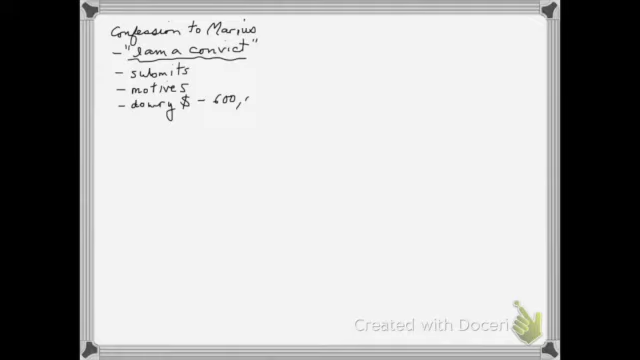 Confession to Marius
- "I am a convict"
- submits
- motives
- dowry $ - 600,
Created with Doceri